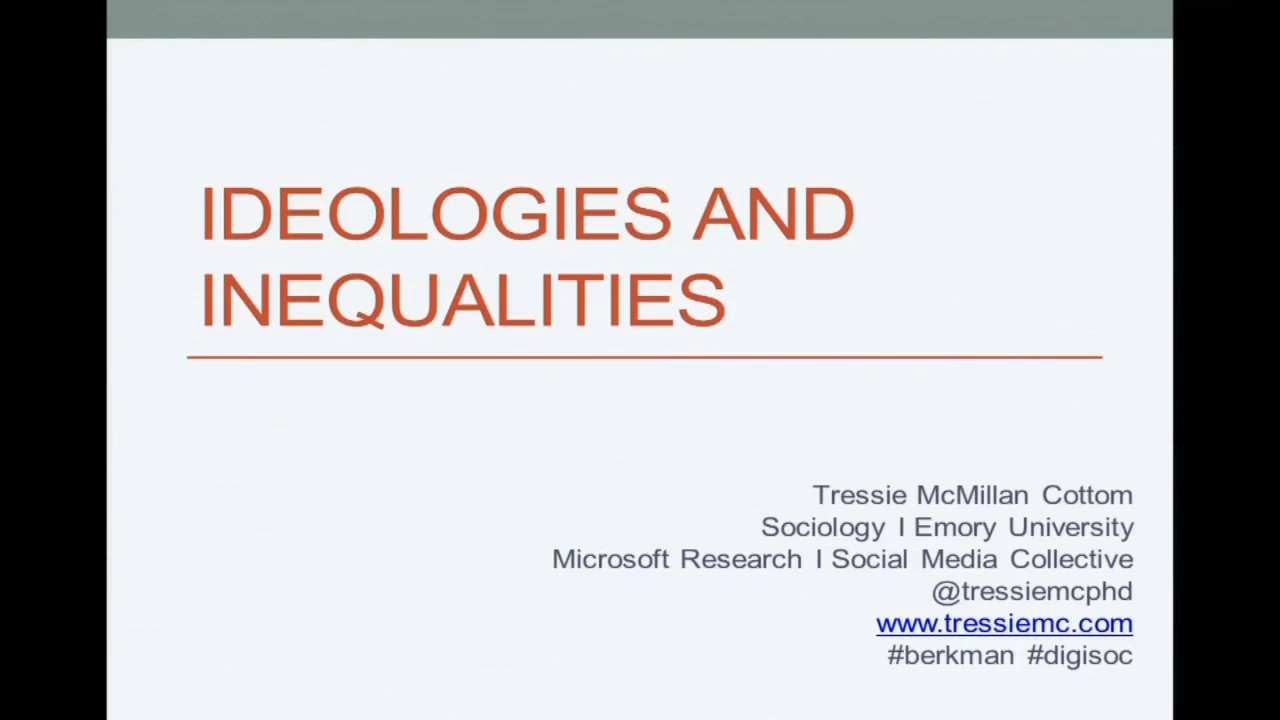 IDEOLOGIES AND
INEQUALITIES
Tressie McMillan Cottom
Sociology I Emory University
Microsoft Research I Social Media Collective
@tressiemcphd
www.tressiemc.com
#berkman #digisoc